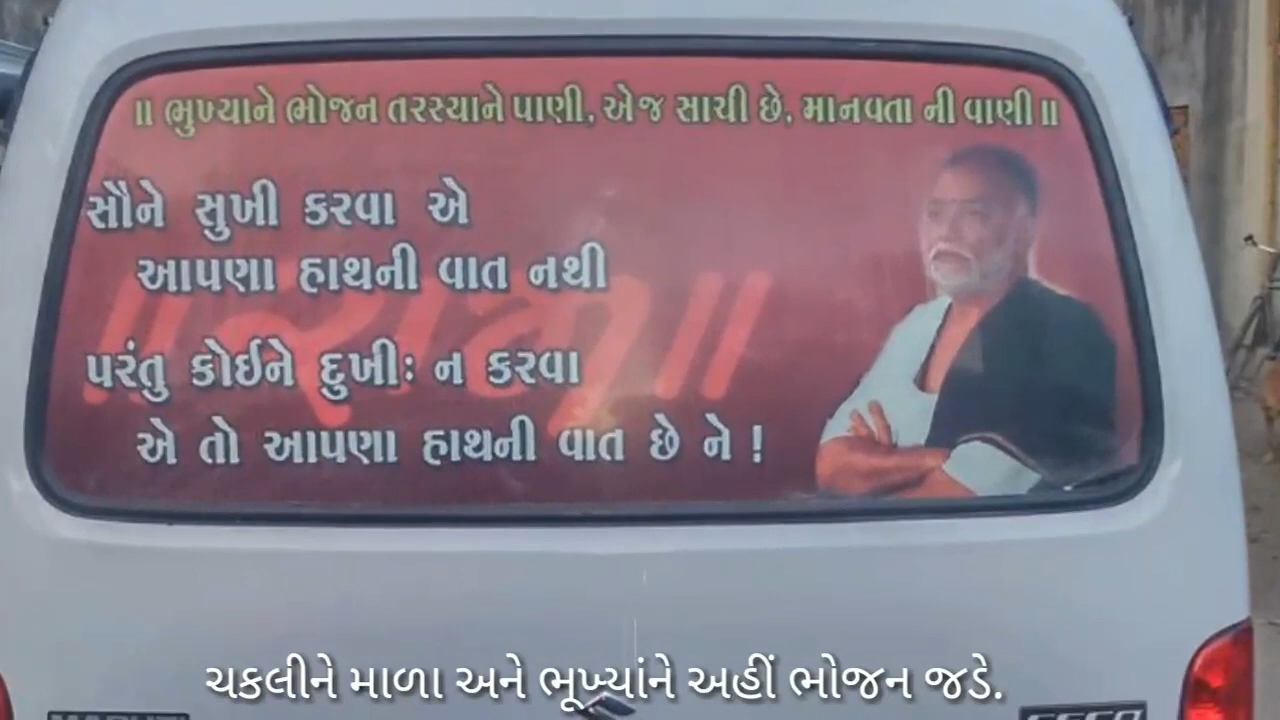 ॥ ભુખ્યાને ભોજન તરસ્યાને પાણી, એજ સાચી છે, માનવતા ની વાણી ॥
સૌને સુખી કરવા એ
આપણા હાથની વાત નથી
॥ રામ ॥
પરંતુ કોઈને દુખીઃ ન કરવા
એ તો આપણા હાથની વાત છે ને !
ચકલીને માળા અને ભૂખ્યાંને અહીં ભોજન જડે.